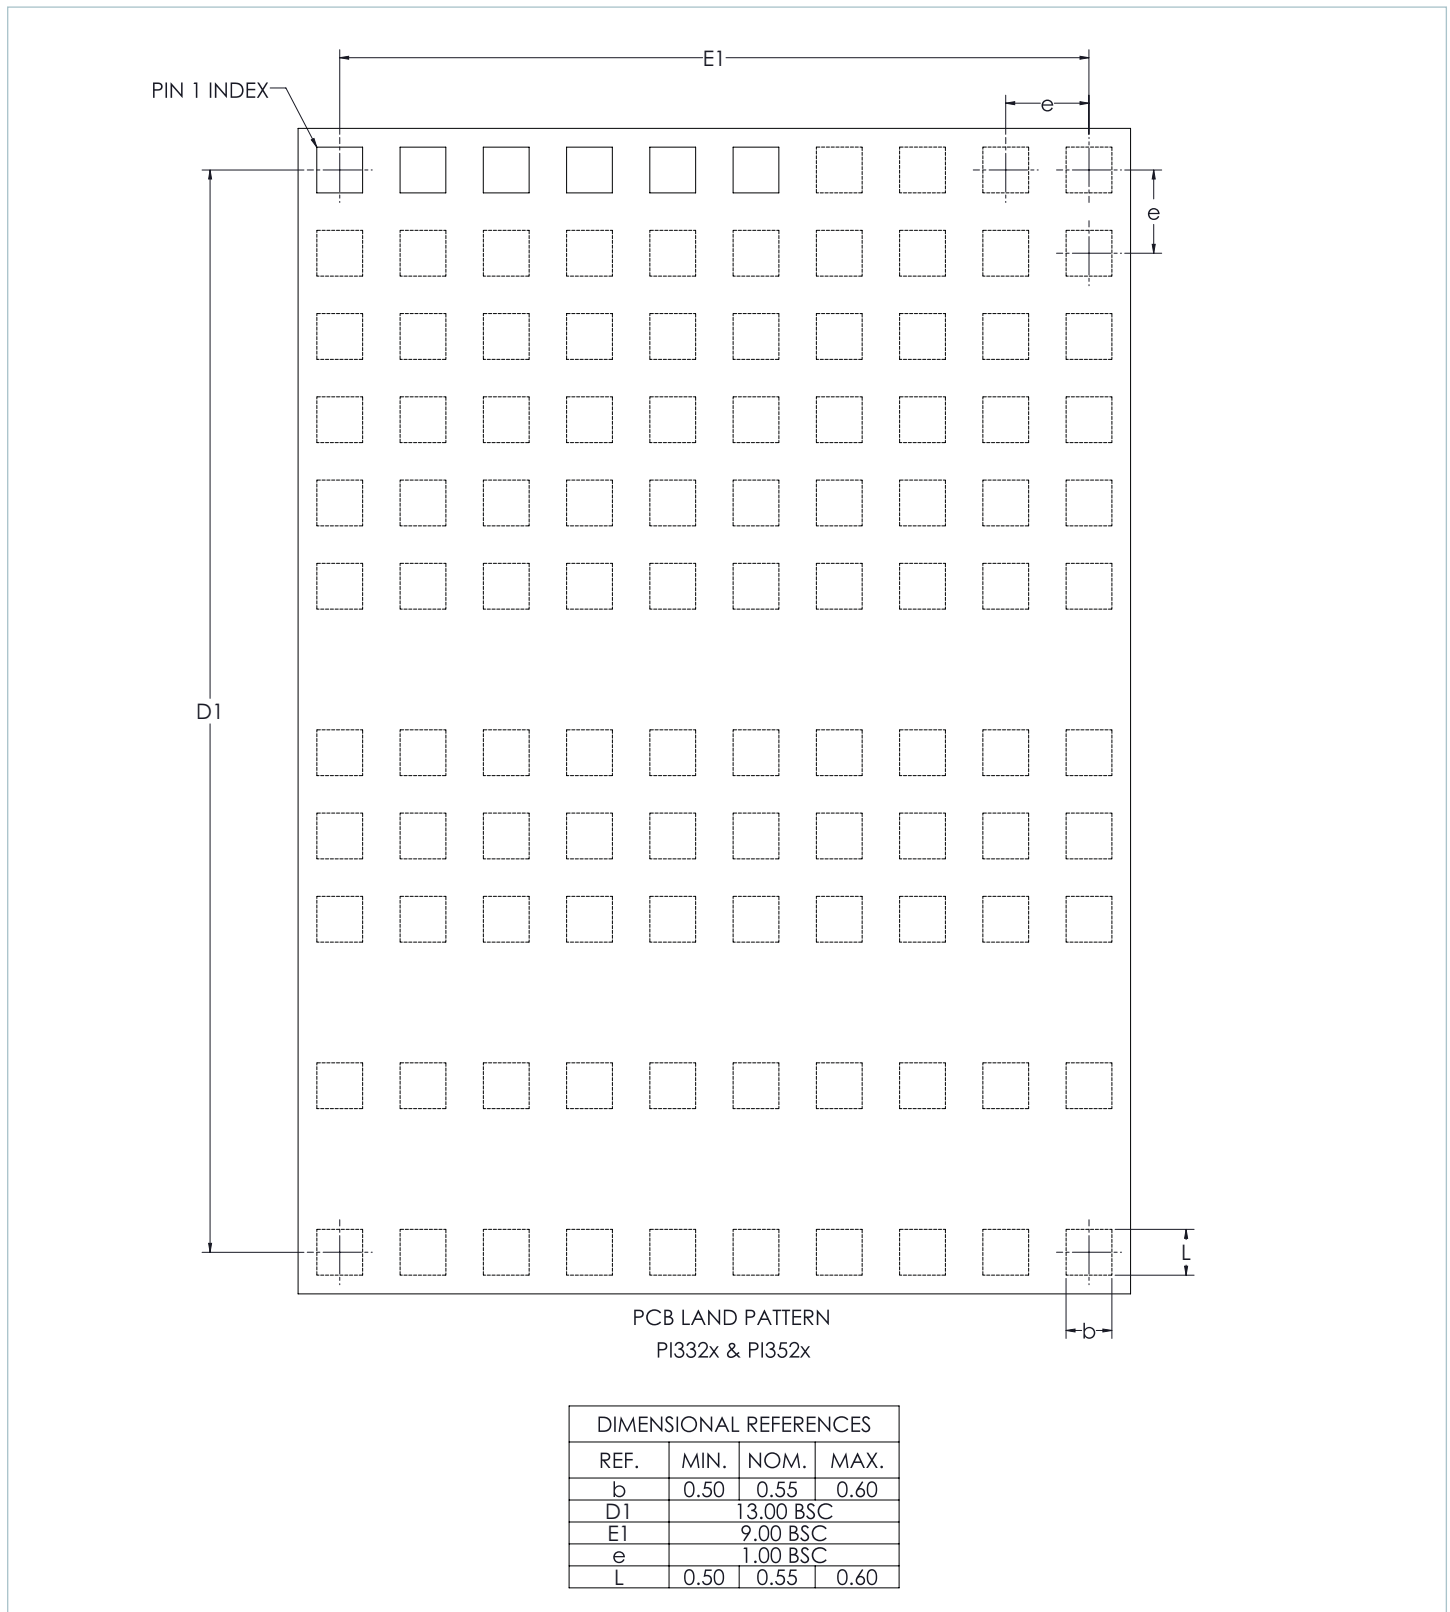 E1
PIN 1 INDEX
e
e
D1
L
b
PCB LAND PATTERN
PI332x & PI352x
DIMENSIONAL REFERENCES
REF. MIN. NOM. MAX.
b 0.50 0.55 0.60
D1 13.00 BSC
E1 9.00 BSC
e 1.00 BSC
L 0.50 0.55 0.60